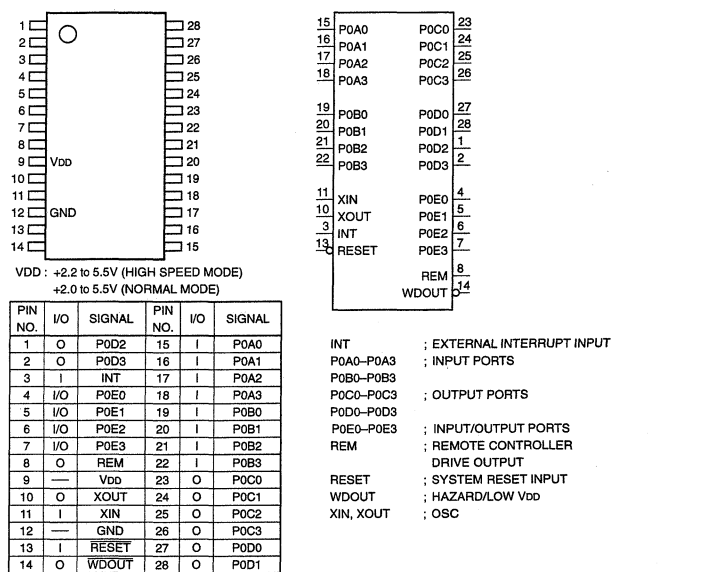 1 28
2 27
3 26
4 25
5 24
6 23
7 22
8 21
9 VDD 20
10 19
11 18
12 GND 17
13 16
14 15
VDD : +2.2 to 5.5V (HIGH SPEED MODE)
+2.0 to 5.5V (NORMAL MODE)
15 P0A0 P0C0 23
16 P0A1 P0C1 24
17 P0A2 P0C2 25
18 P0A3 P0C3 26
19 P0B0 P0D0 27
20 P0B1 P0D1 28
21 P0B2 P0D2 1
22 P0B3 P0D3 2
11 XIN P0E0 4
10 XOUT P0E1 5
3 INT P0E2 6
13 RESET P0E3 7
REM 8
WDOUT 14
PIN NO. I/O SIGNAL PIN NO. I/O SIGNAL
1 O P0D2 15 I P0A0
2 O P0D3 16 I P0A1
3 I INT 17 I P0A2
4 I/O P0E0 18 I P0A3
5 I/O P0E1 19 I P0B0
6 I/O P0E2 20 I P0B1
7 I/O P0E3 21 I P0B2
8 O REM 22 I P0B3
9 — VDD 23 O P0C0
10 O XOUT 24 O P0C1
11 I XIN 25 O P0C2
12 — GND 26 O P0C3
13 I RESET 27 O P0D0
14 O WDOUT 28 O P0D1
INT ; EXTERNAL INTERRUPT INPUT
P0A0–P0A3 ; INPUT PORTS
P0B0–P0B3
P0C0–P0C3 ; OUTPUT PORTS
P0D0–P0D3
P0E0–P0E3 ; INPUT/OUTPUT PORTS
REM ; REMOTE CONTROLLER
DRIVE OUTPUT
RESET ; SYSTEM RESET INPUT
WDOUT ; HAZARD/LOW VDD
XIN, XOUT ; OSC